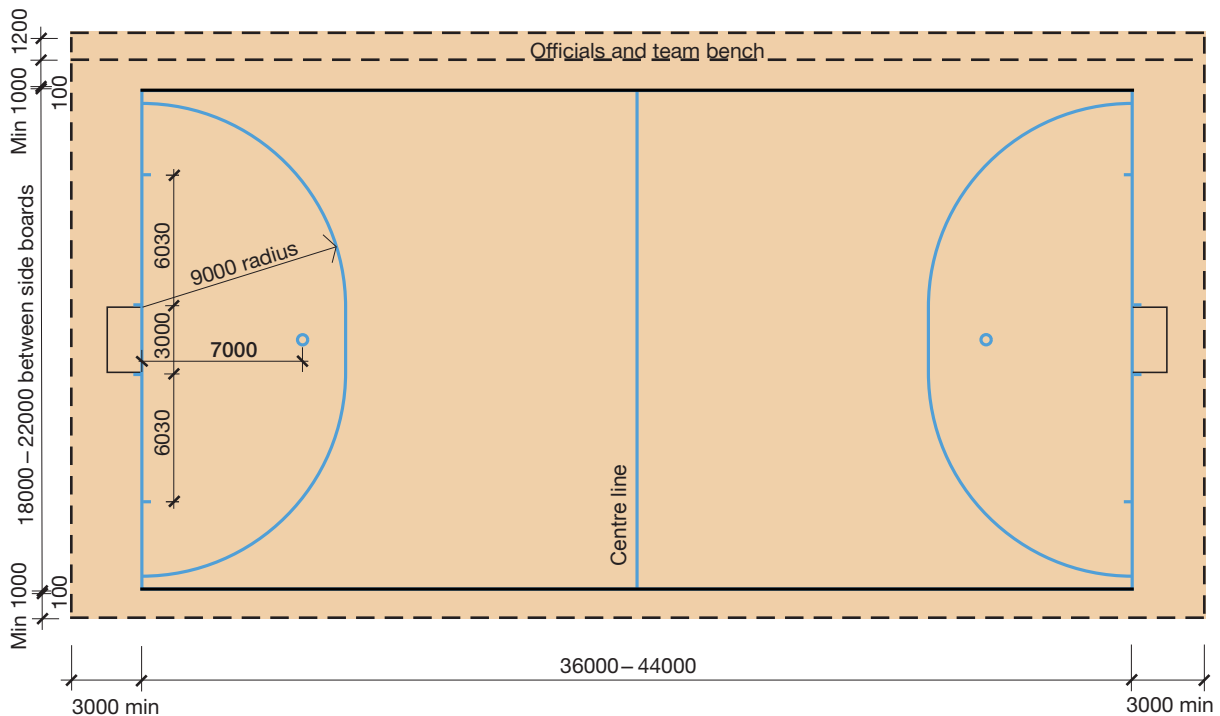 1200
Officials and team bench
Min 1000
100
18000–22000 between side boards
6030
9000 radius
3000
7000
6030
Centre line
Min 1000
100
36000–44000
3000 min
3000 min